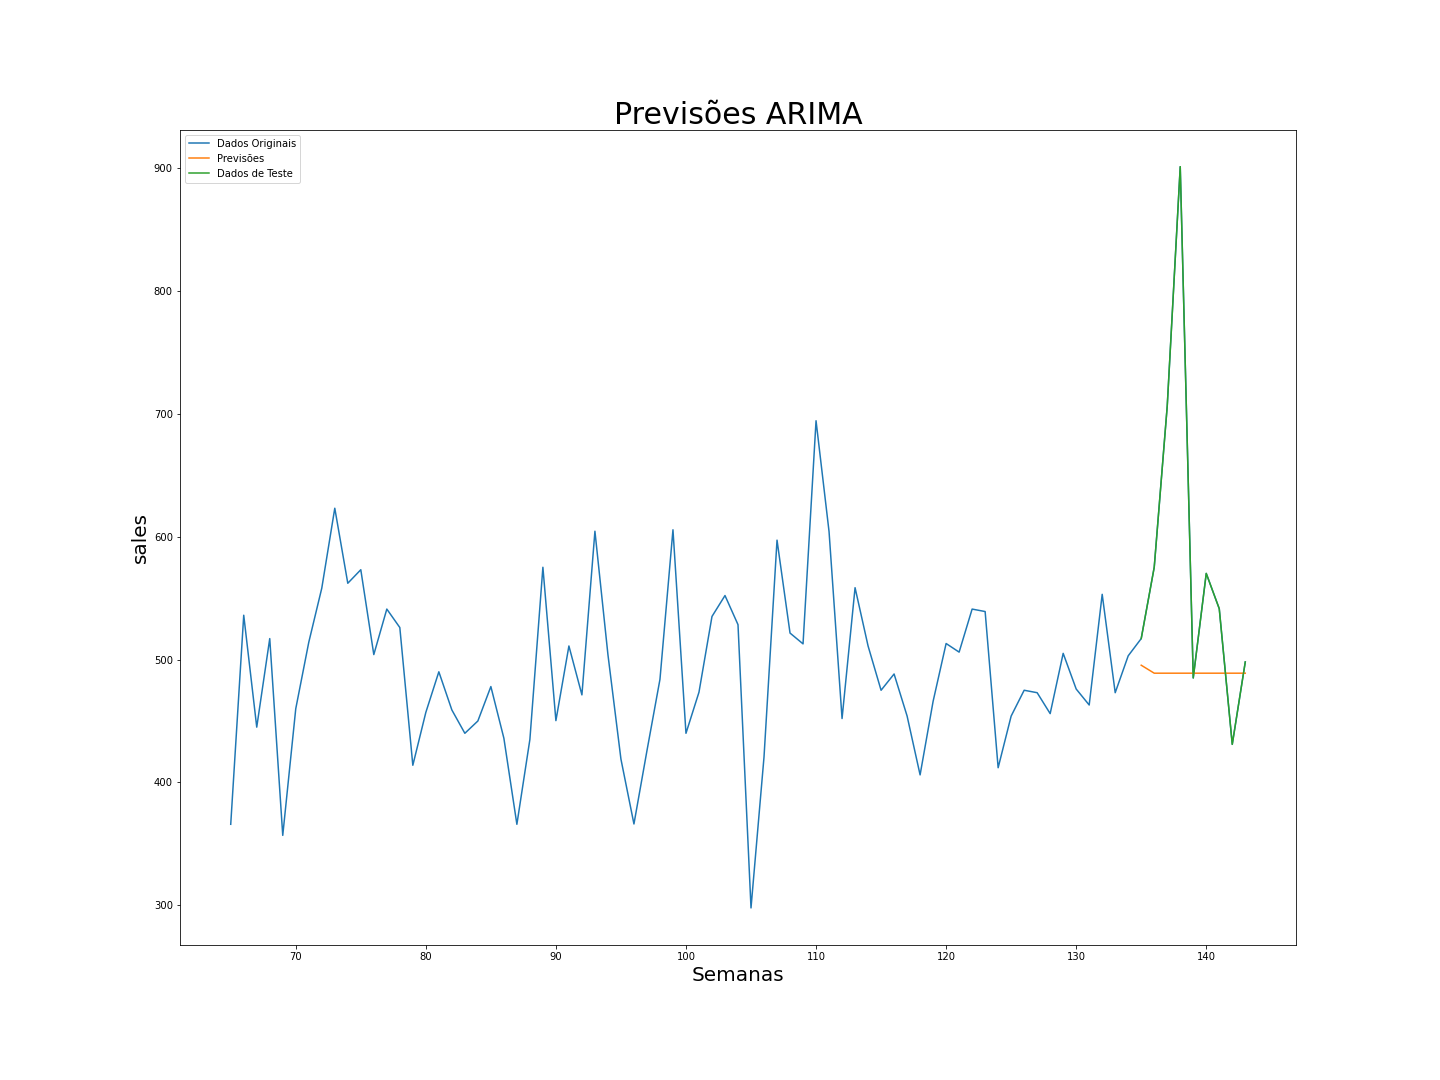 Previsões ARIMA
Dados Originais
Previsões
Dados de Teste
900
800
700
600
500
400
300
sales
70 80 90 100 110 120 130 140
Semanas